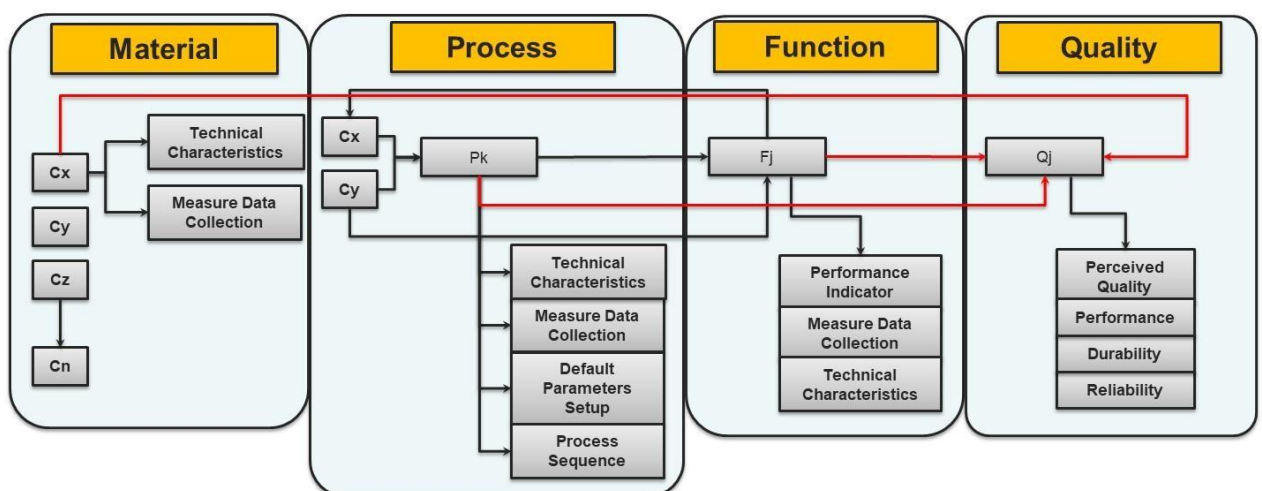 Material
Process
Function
Quality
Cx
Technical
Characteristics
Measure Data
Collection
Cy
Cz
Cn
Cx
Cy
Pk
Technical
Characteristics
Measure Data
Collection
Default
Parameters
Setup
Process
Sequence
Fj
Performance
Indicator
Measure Data
Collection
Technical
Characteristics
Qj
Perceived
Quality
Performance
Durability
Reliability